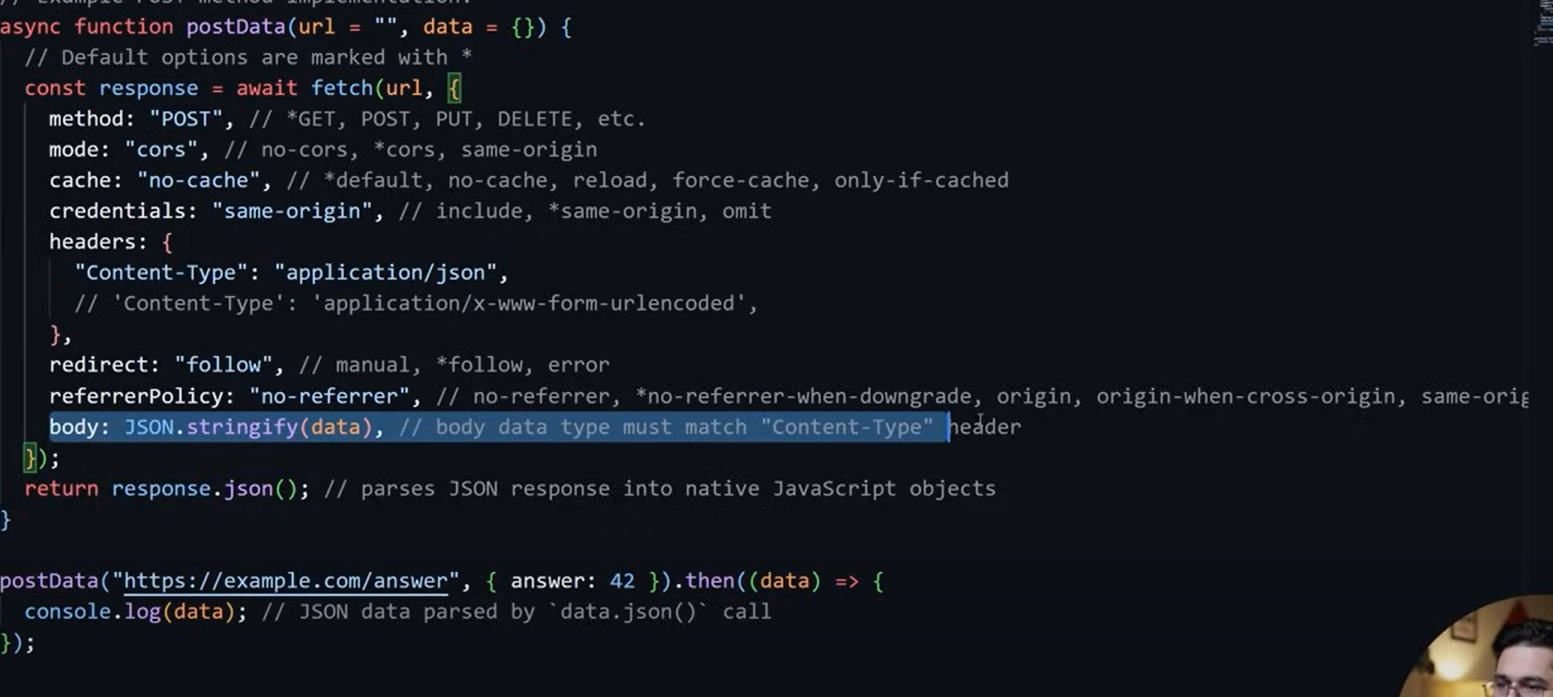 // Example POST method implementation:
async function postData(url = "", data = {}) {
// Default options are marked with *
const response = await fetch(url, {
method: "POST", // *GET, POST, PUT, DELETE, etc.
mode: "cors", // no-cors, *cors, same-origin
cache: "no-cache", // *default, no-cache, reload, force-cache, only-if-cached
credentials: "same-origin", // include, *same-origin, omit
headers: {
"Content-Type": "application/json",
// 'Content-Type': 'application/x-www-form-urlencoded',
},
redirect: "follow", // manual, *follow, error
referrerPolicy: "no-referrer", // no-referrer, *no-referrer-when-downgrade, origin, origin-when-cross-origin, same-orig
body: JSON.stringify(data), // body data type must match "Content-Type" header
});
return response.json(); // parses JSON response into native JavaScript objects
}
postData("https://example.com/answer", { answer: 42 }).then((data) => {
console.log(data); // JSON data parsed by `data.json()` call
});